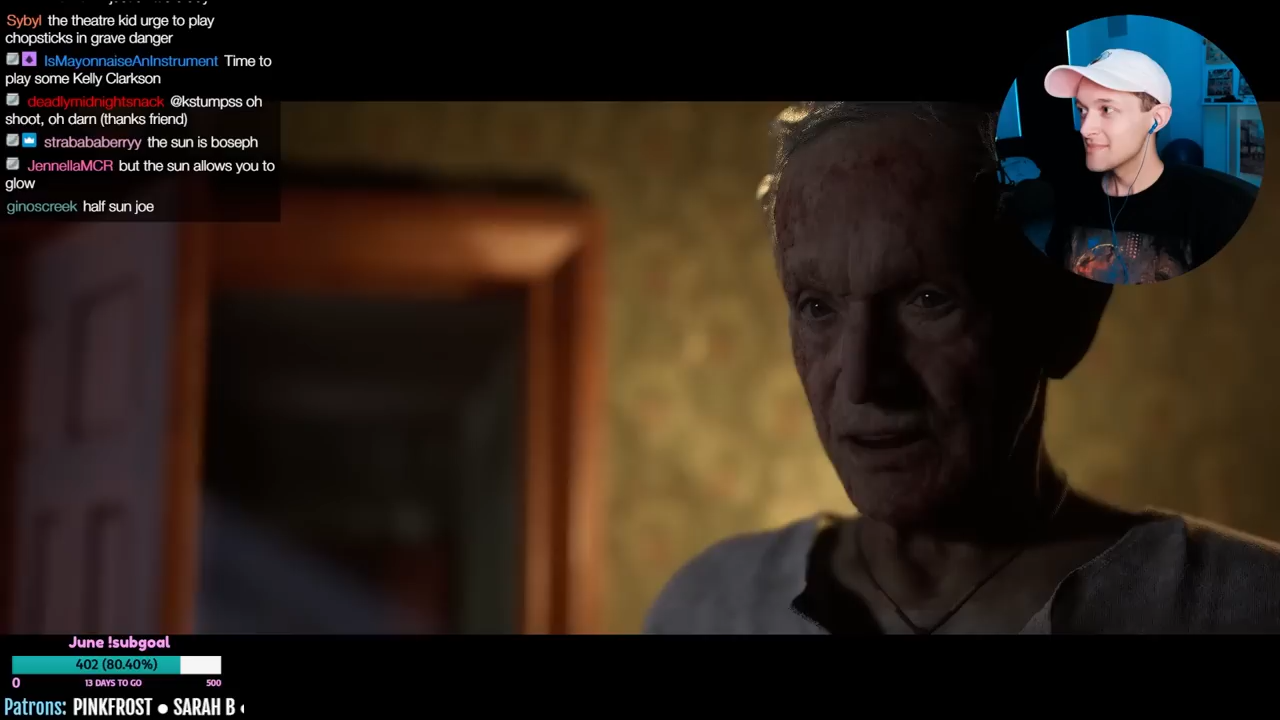 Sybyl the theatre kid urge to play
chopsticks in grave danger
IsMayonnaiseAnInstrument Time to
play some Kelly Clarkson
deadlymidnightsnack @kstumpss oh
shoot, oh darn (thanks friend)
strabababerryy the sun is boseph
JennellaMCR but the sun allows you to
glow
ginoscreek half sun joe
June !subgoal
402 (80.40%)
0 13 DAYS TO GO 500
Patrons: PINKFROST ● SARAH B